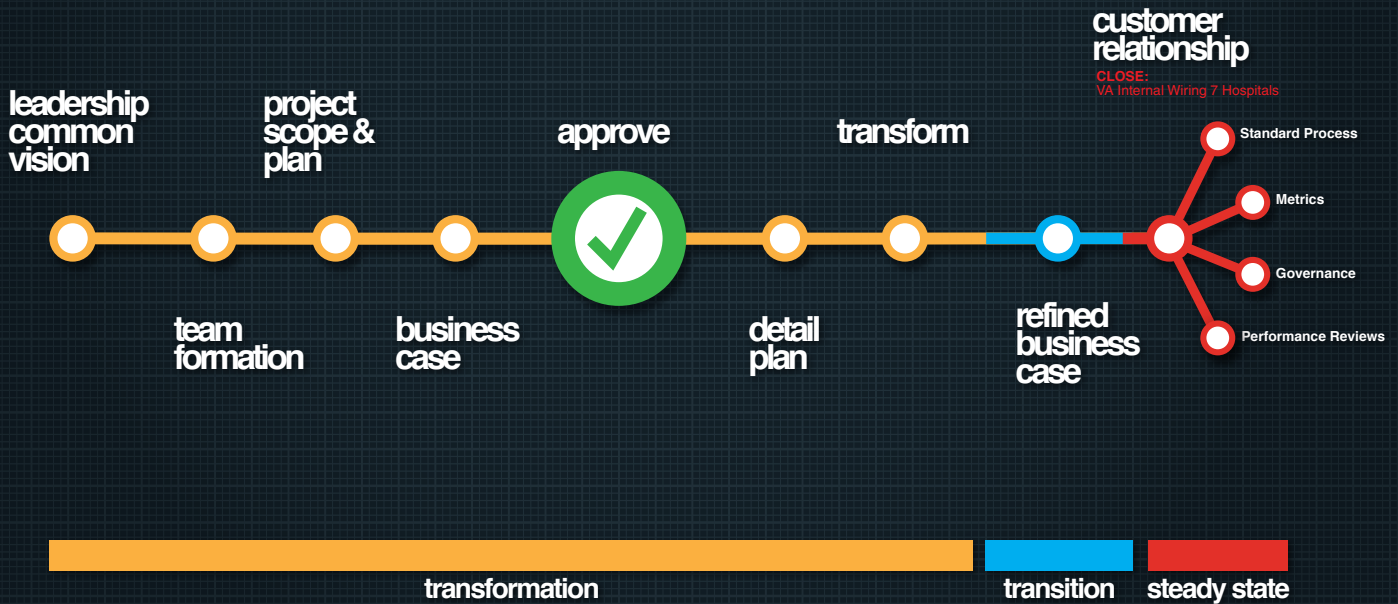 customer
relationship
CLOSE:
VA Internal Wiring 7 Hospitals
leadership
common
vision
project
scope &
plan
approve
transform
Standard Process
Metrics
Governance
Performance Reviews
team
formation
business
case
detail
plan
refined
business
case
transformation
transition
steady state